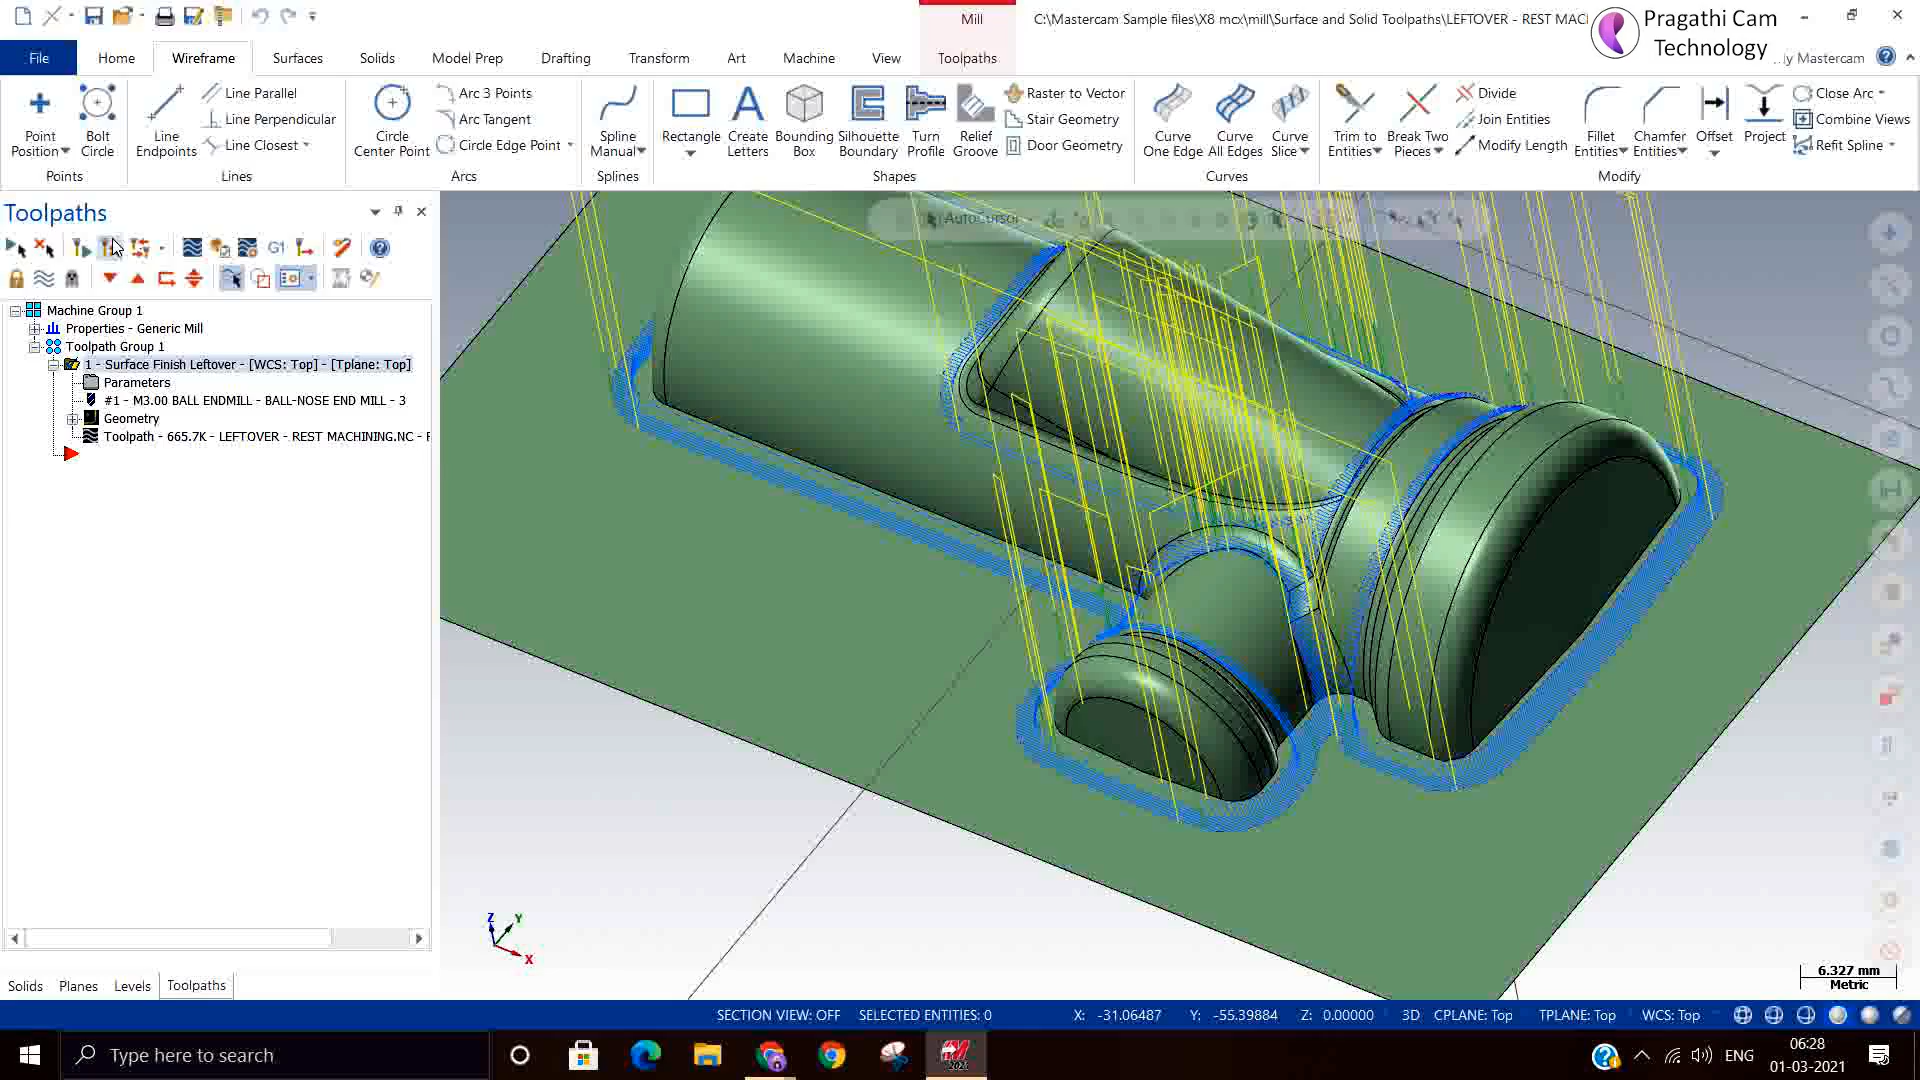 Mill
C:\Mastercam Sample files\X8 mcx\mill\Surface and Solid Toolpaths\LEFTOVER - REST MACI
Pragathi Cam
Technology
File
Home
Wireframe
Surfaces
Solids
Model Prep
Drafting
Transform
Art
Machine
View
Toolpaths
y Mastercam
Point
Position
Bolt
Circle
Points
Line
Endpoints
Line Parallel
Line Perpendicular
Line Closest
Lines
Circle
Center Point
Arc 3 Points
Arc Tangent
Circle Edge Point
Arcs
Spline
Manual
Splines
Rectangle
Create
Letters
Bounding
Box
Silhouette
Boundary
Turn
Profile
Relief
Groove
Raster to Vector
Stair Geometry
Door Geometry
Shapes
Curve
One Edge
Curve
All Edges
Curve
Slice
Curves
Trim to
Entities
Break Two
Pieces
Divide
Join Entities
Modify Length
Fillet
Entities
Chamfer
Entities
Offset
Project
Close Arc
Combine Views
Refit Spline
Modify
Toolpaths
G1
AutoCursor
Machine Group 1
Properties - Generic Mill
Toolpath Group 1
1 - Surface Finish Leftover - [WCS: Top] - [Tplane: Top]
Parameters
#1 - M3.00 BALL ENDMILL - BALL-NOSE END MILL - 3
Geometry
Toolpath - 665.7K - LEFTOVER - REST MACHINING.NC - F
Z
Y
X
6.327 mm
Metric
Solids
Planes
Levels
Toolpaths
SECTION VIEW: OFF
SELECTED ENTITIES: 0
X: -31.06487
Y: -55.39884
Z: 0.00000
3D
CPLANE: Top
TPLANE: Top
WCS: Top
Type here to search
2021
ENG
06:28
01-03-2021